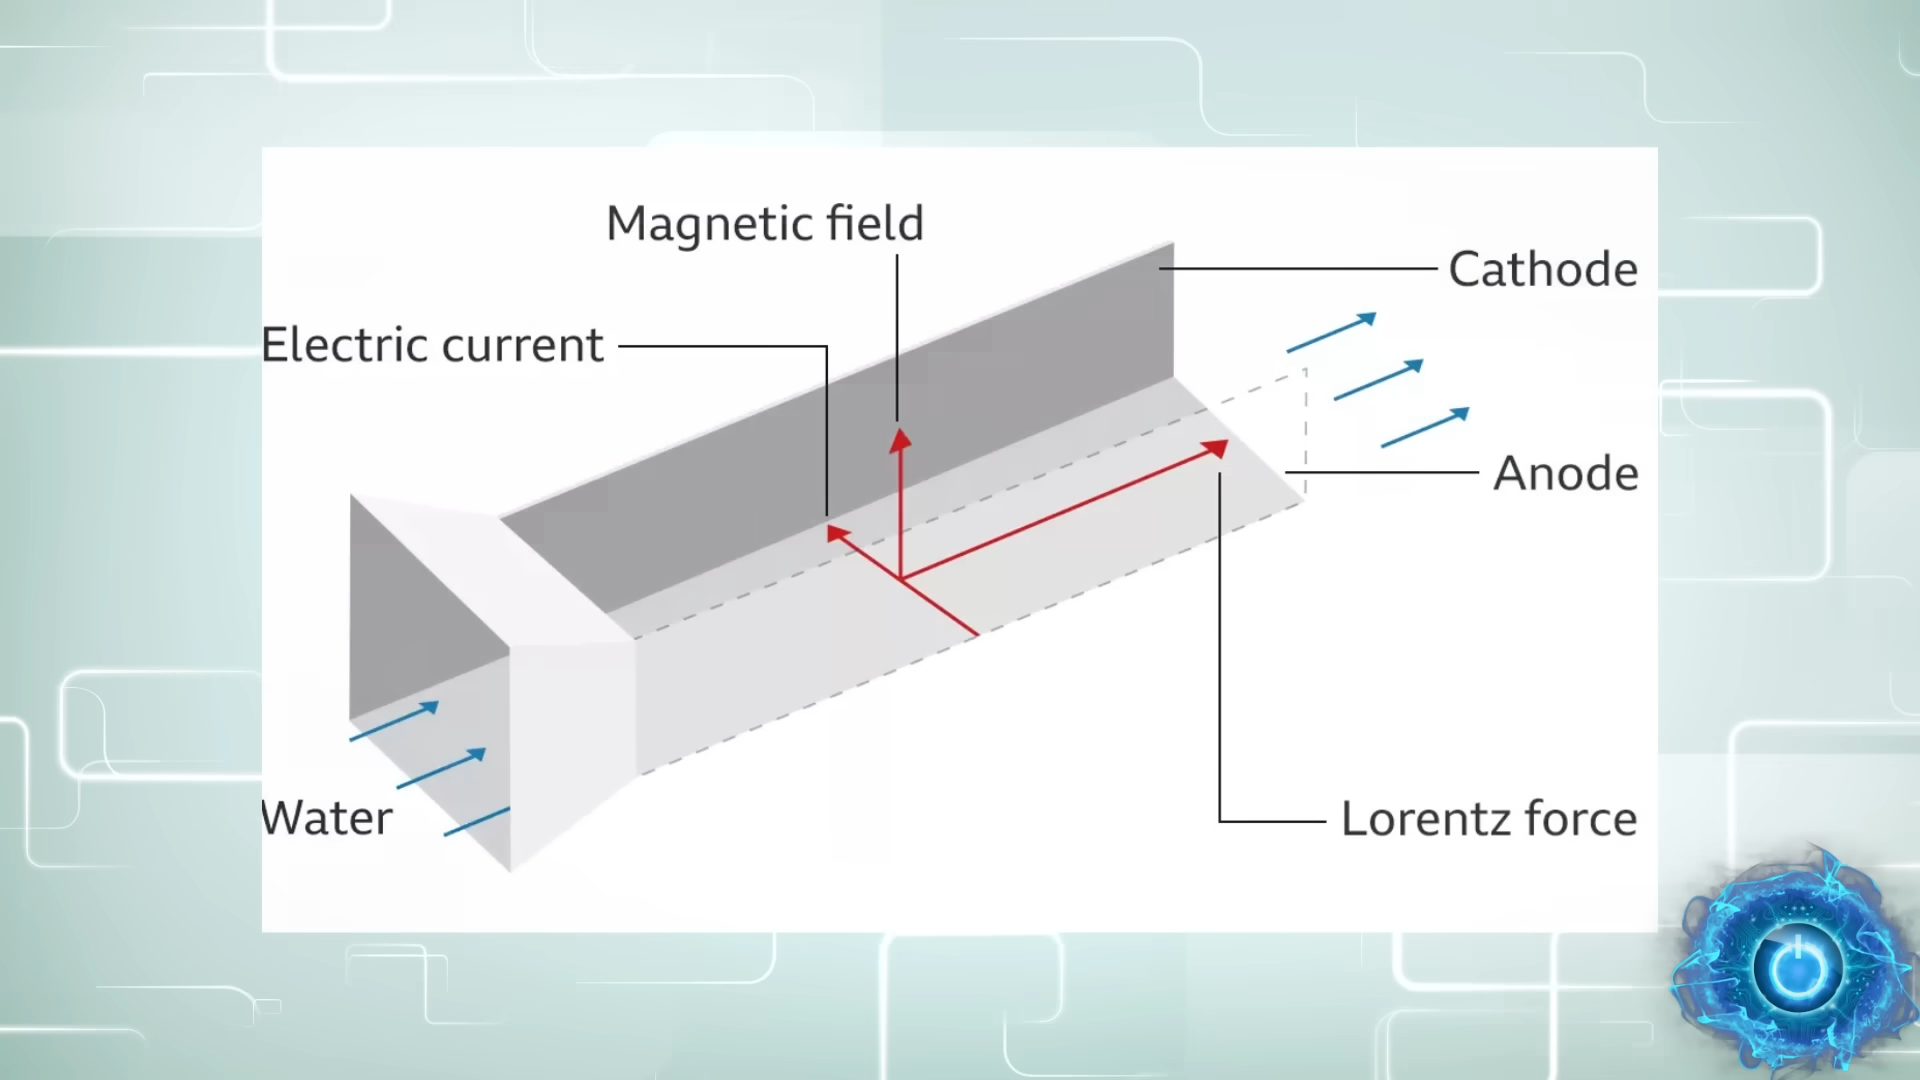 Magnetic field
Cathode
Electric current
Anode
Water
Lorentz force